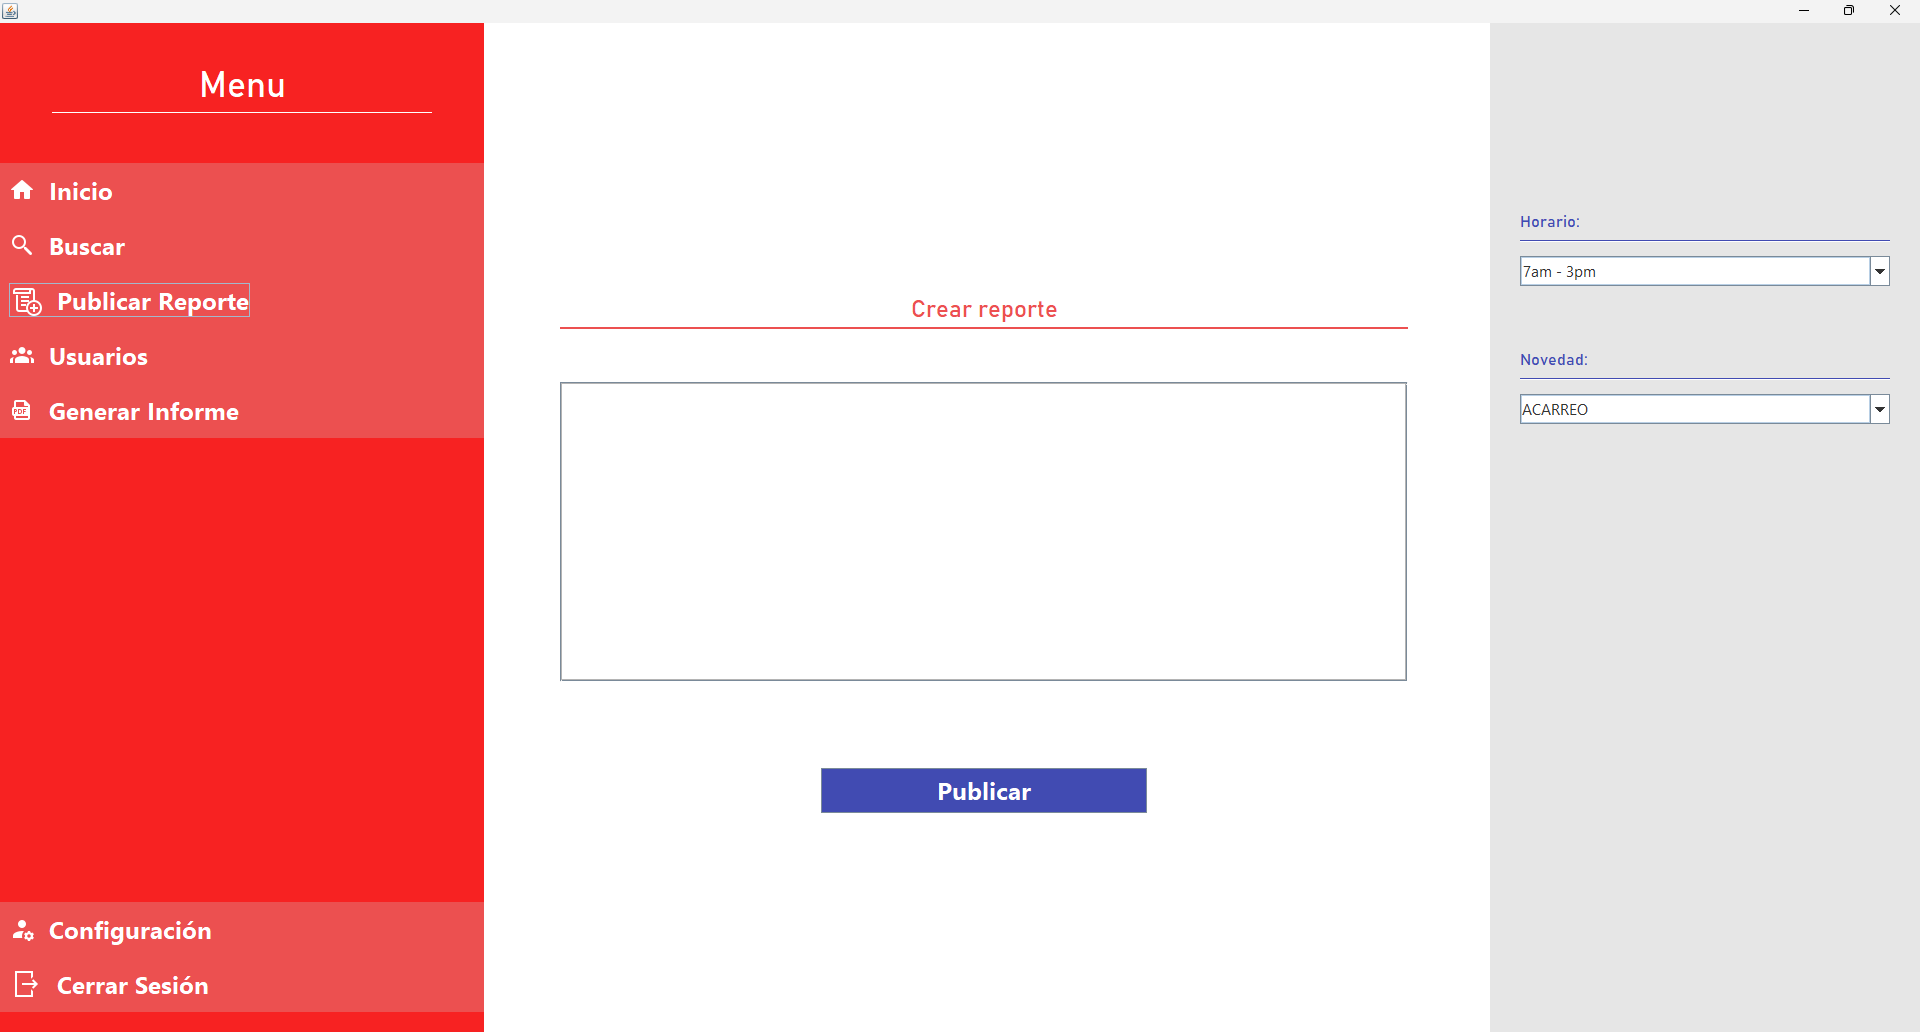 Menu
Inicio
Buscar
Publicar Reporte
Usuarios
PDF
Generar Informe
Configuración
Cerrar Sesión
Crear reporte
Publicar
Horario:
7am - 3pm
Novedad:
ACARREO